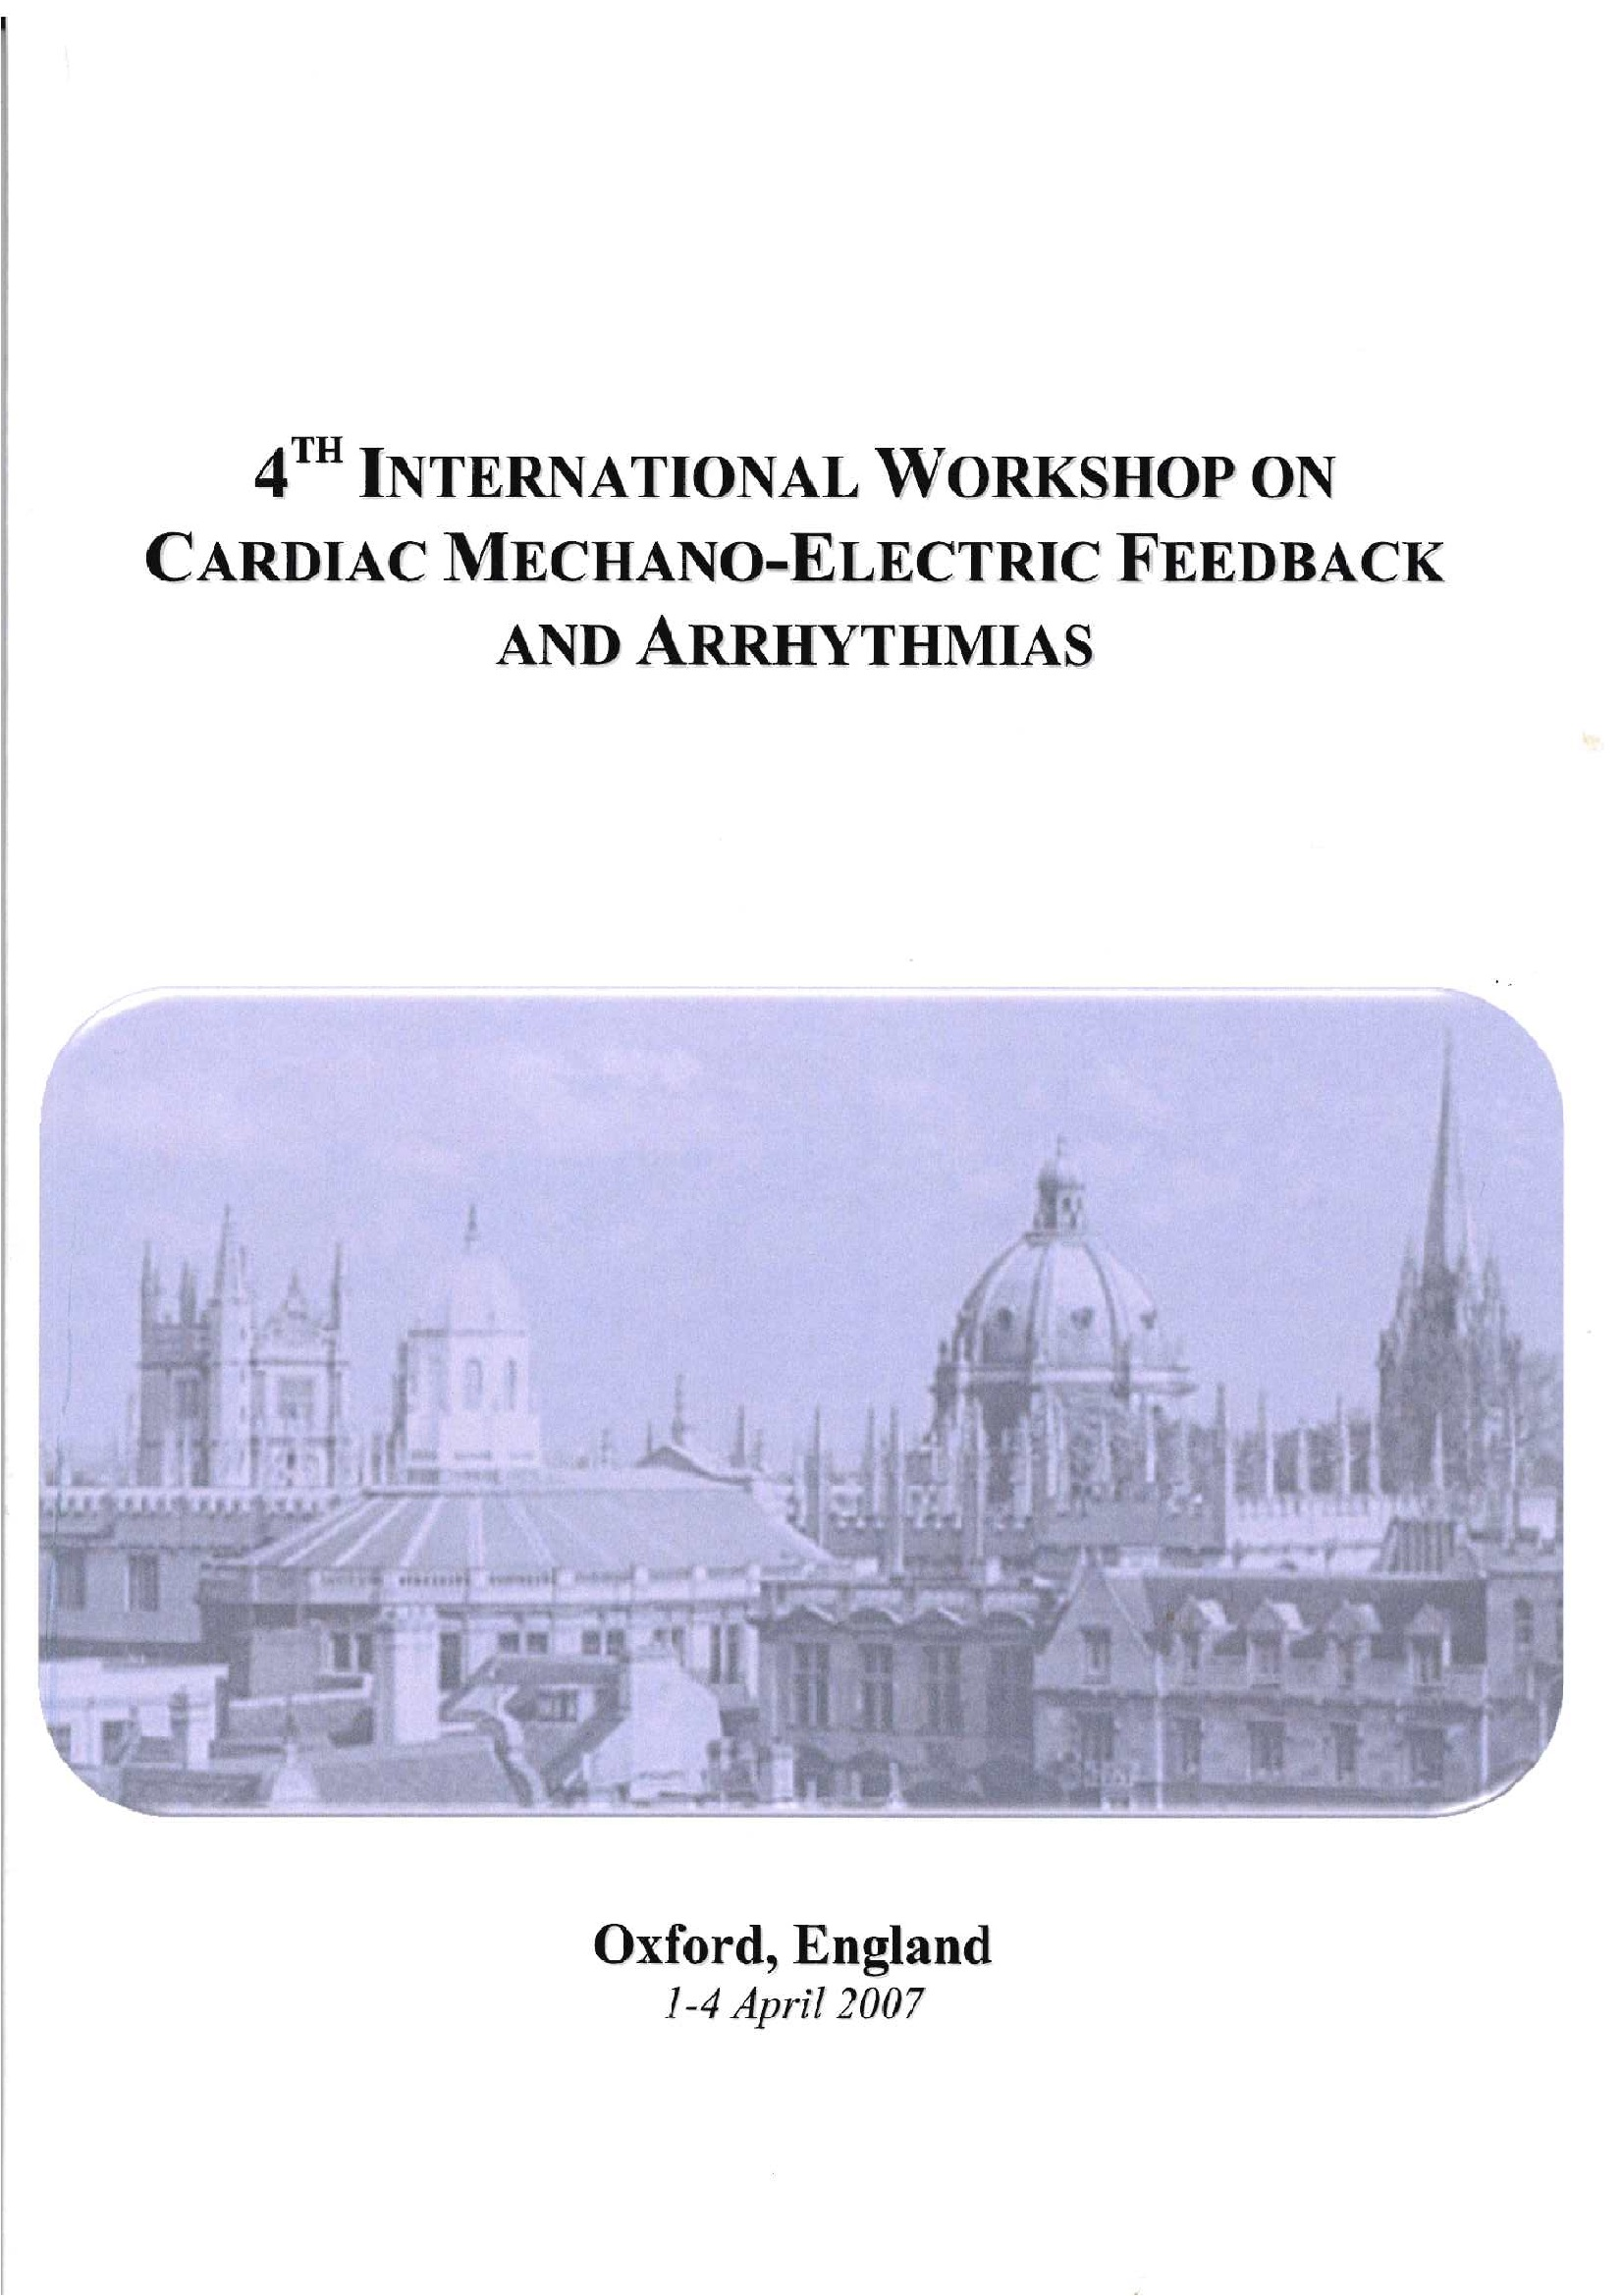 4TH INTERNATIONAL WORKSHOP ON
CARDIAC MECHANO-ELECTRIC FEEDBACK
AND ARRHYTHMIAS
Oxford, England
1-4 April 2007